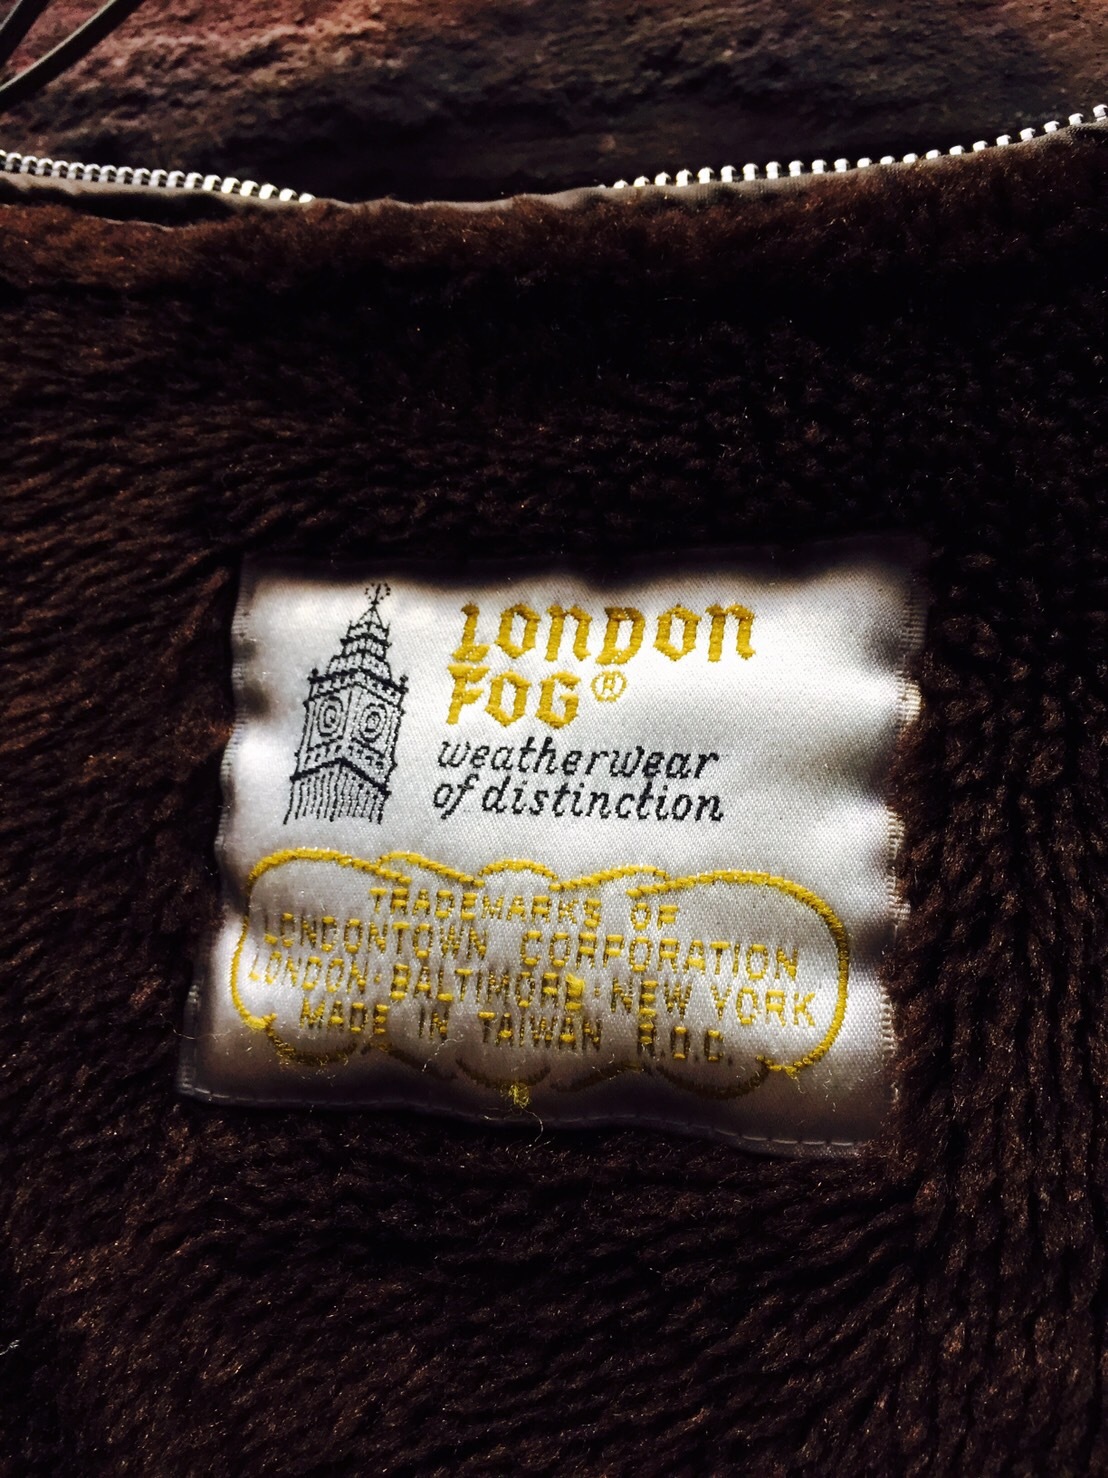 LONDON
FOG®
weatherwear
of distinction
TRADEMARKS OF
LONDONTOWN CORPORATION
LONDON·BALTIMORE·NEW YORK
MADE IN TAIWAN R.O.C.